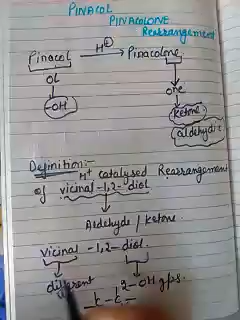 PINACOL
PINACOLONE
Rearrangement
Pinacol H⊕ Pinacolone
Ol one
-OH ketone
aldehyde
Definition:-
H+ catalysed Rearrangement
of vicinal-1,2-diol
Aldehyde / ketone
vicinal -1,2-diol.
different 2-OH gps.
-C-C-